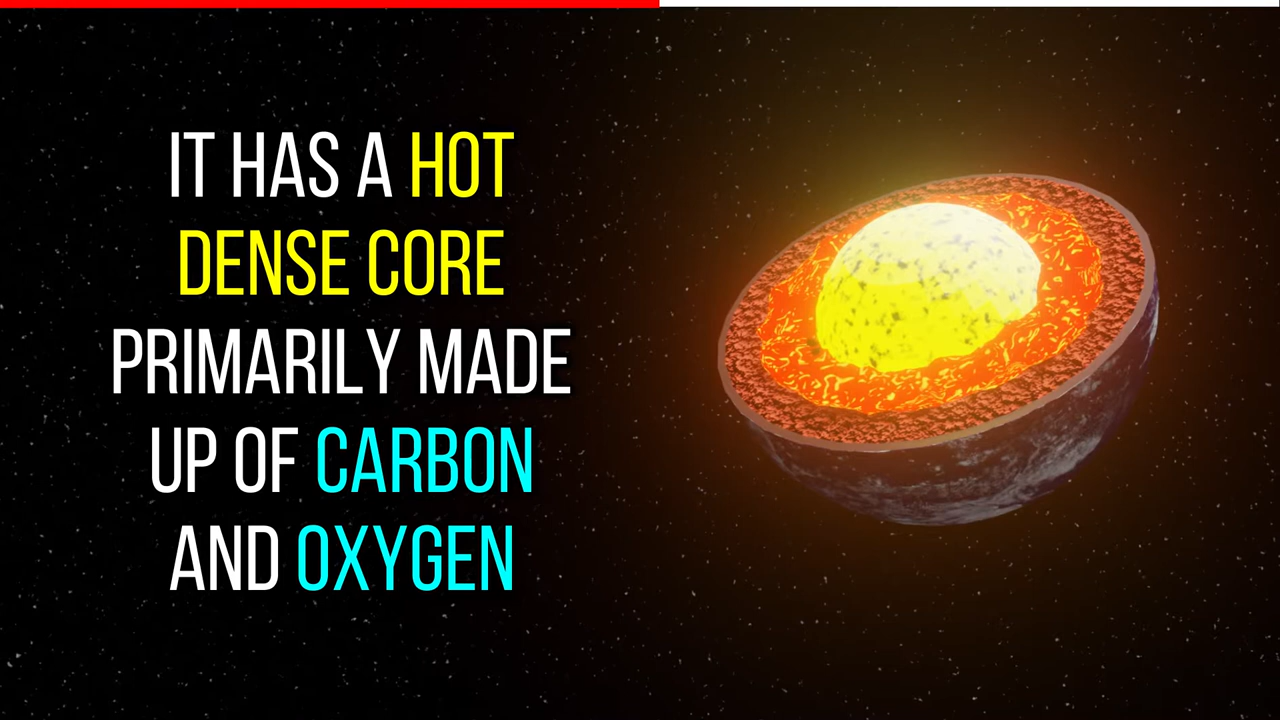 IT HAS A HOT
DENSE CORE
PRIMARILY MADE
UP OF CARBON
AND OXYGEN